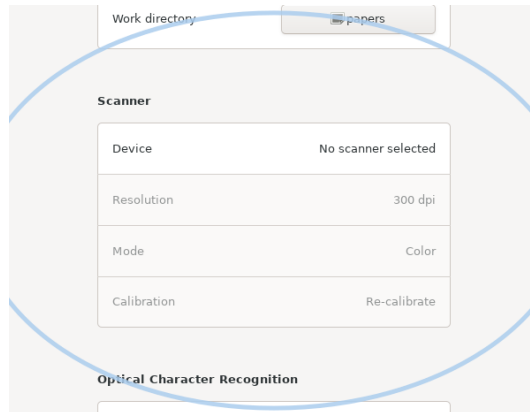 Work directory papers
Scanner
Device No scanner selected
Resolution 300 dpi
Mode Color
Calibration Re-calibrate
Optical Character Recognition